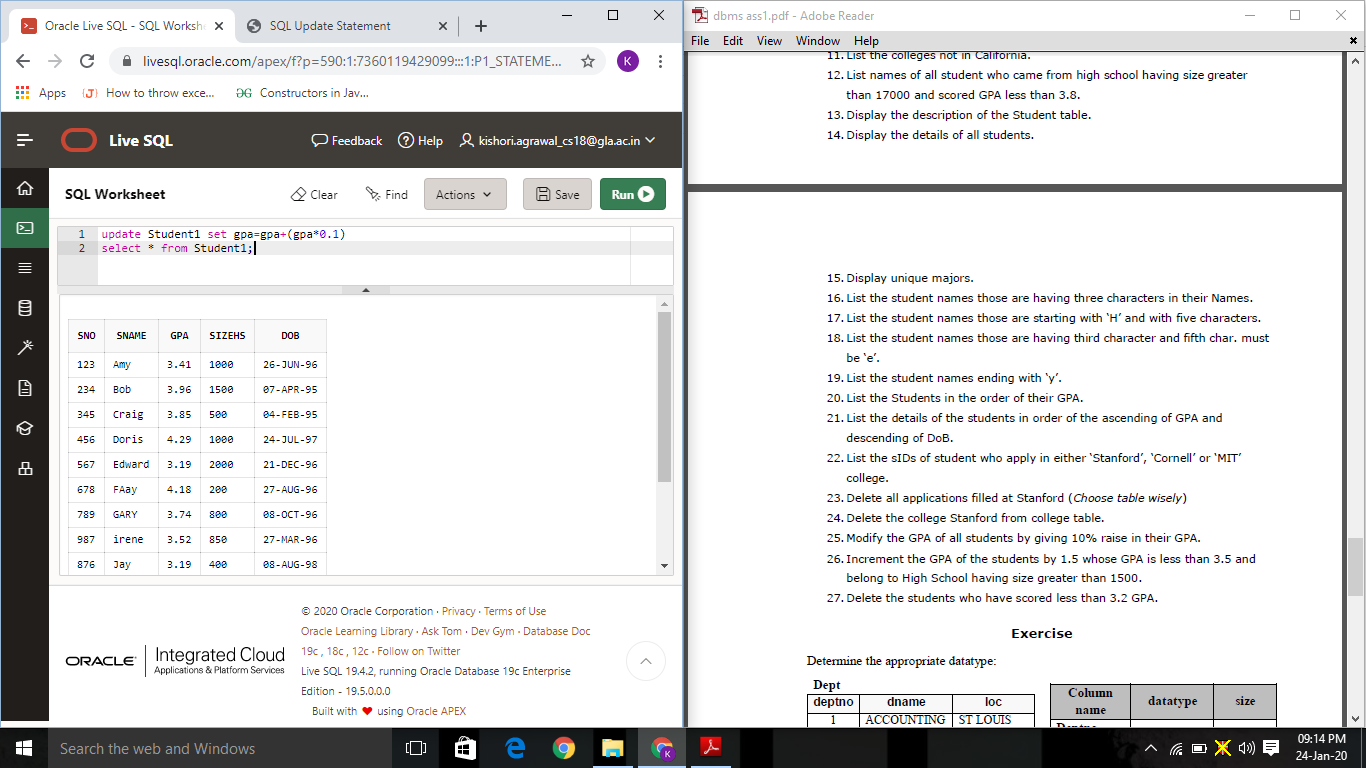 Oracle Live SQL - SQL Workshe
SQL Update Statement
livesql.oracle.com/apex/f?p=590:1:7360119429099:::1:P1_STATEME...
K
Apps
How to throw exce...
Constructors in Jav...
Live SQL
Feedback
Help
kishori.agrawal_cs18@gla.ac.in
SQL Worksheet
Clear
Find
Actions
Save
Run
1 update Student1 set gpa=gpa+(gpa*0.1)
2 select * from Student1;
SNO SNAME GPA SIZEHS DOB
123 Amy 3.41 1000 26-JUN-96
234 Bob 3.96 1500 07-APR-95
345 Craig 3.85 500 04-FEB-95
456 Doris 4.29 1000 24-JUL-97
567 Edward 3.19 2000 21-DEC-96
678 FAay 4.18 200 27-AUG-96
789 GARY 3.74 800 08-OCT-96
987 irene 3.52 850 27-MAR-96
876 Jay 3.19 400 08-AUG-98
ORACLE
Integrated Cloud
Applications & Platform Services
© 2020 Oracle Corporation · Privacy · Terms of Use
Oracle Learning Library · Ask Tom · Dev Gym · Database Doc
19c , 18c , 12c · Follow on Twitter
Live SQL 19.4.2, running Oracle Database 19c Enterprise
Edition - 19.5.0.0.0
Built with ❤ using Oracle APEX
dbms ass1.pdf - Adobe Reader
File Edit View Window Help
11. List the colleges not in California.
12. List names of all student who came from high school having size greater
than 17000 and scored GPA less than 3.8.
13. Display the description of the Student table.
14. Display the details of all students.
15. Display unique majors.
16. List the student names those are having three characters in their Names.
17. List the student names those are starting with ‘H’ and with five characters.
18. List the student names those are having third character and fifth char. must
be ‘e’.
19. List the student names ending with ‘y’.
20. List the Students in the order of their GPA.
21. List the details of the students in order of the ascending of GPA and
descending of DoB.
22. List the sIDs of student who apply in either ‘Stanford’, ‘Cornell’ or ‘MIT’
college.
23. Delete all applications filled at Stanford (Choose table wisely)
24. Delete the college Stanford from college table.
25. Modify the GPA of all students by giving 10% raise in their GPA.
26. Increment the GPA of the students by 1.5 whose GPA is less than 3.5 and
belong to High School having size greater than 1500.
27. Delete the students who have scored less than 3.2 GPA.
Exercise
Determine the appropriate datatype:
Dept
deptno dname loc
1 ACCOUNTING ST LOUIS
Column
name
datatype
size
Deptno
Search the web and Windows
K
09:14 PM
24-Jan-20